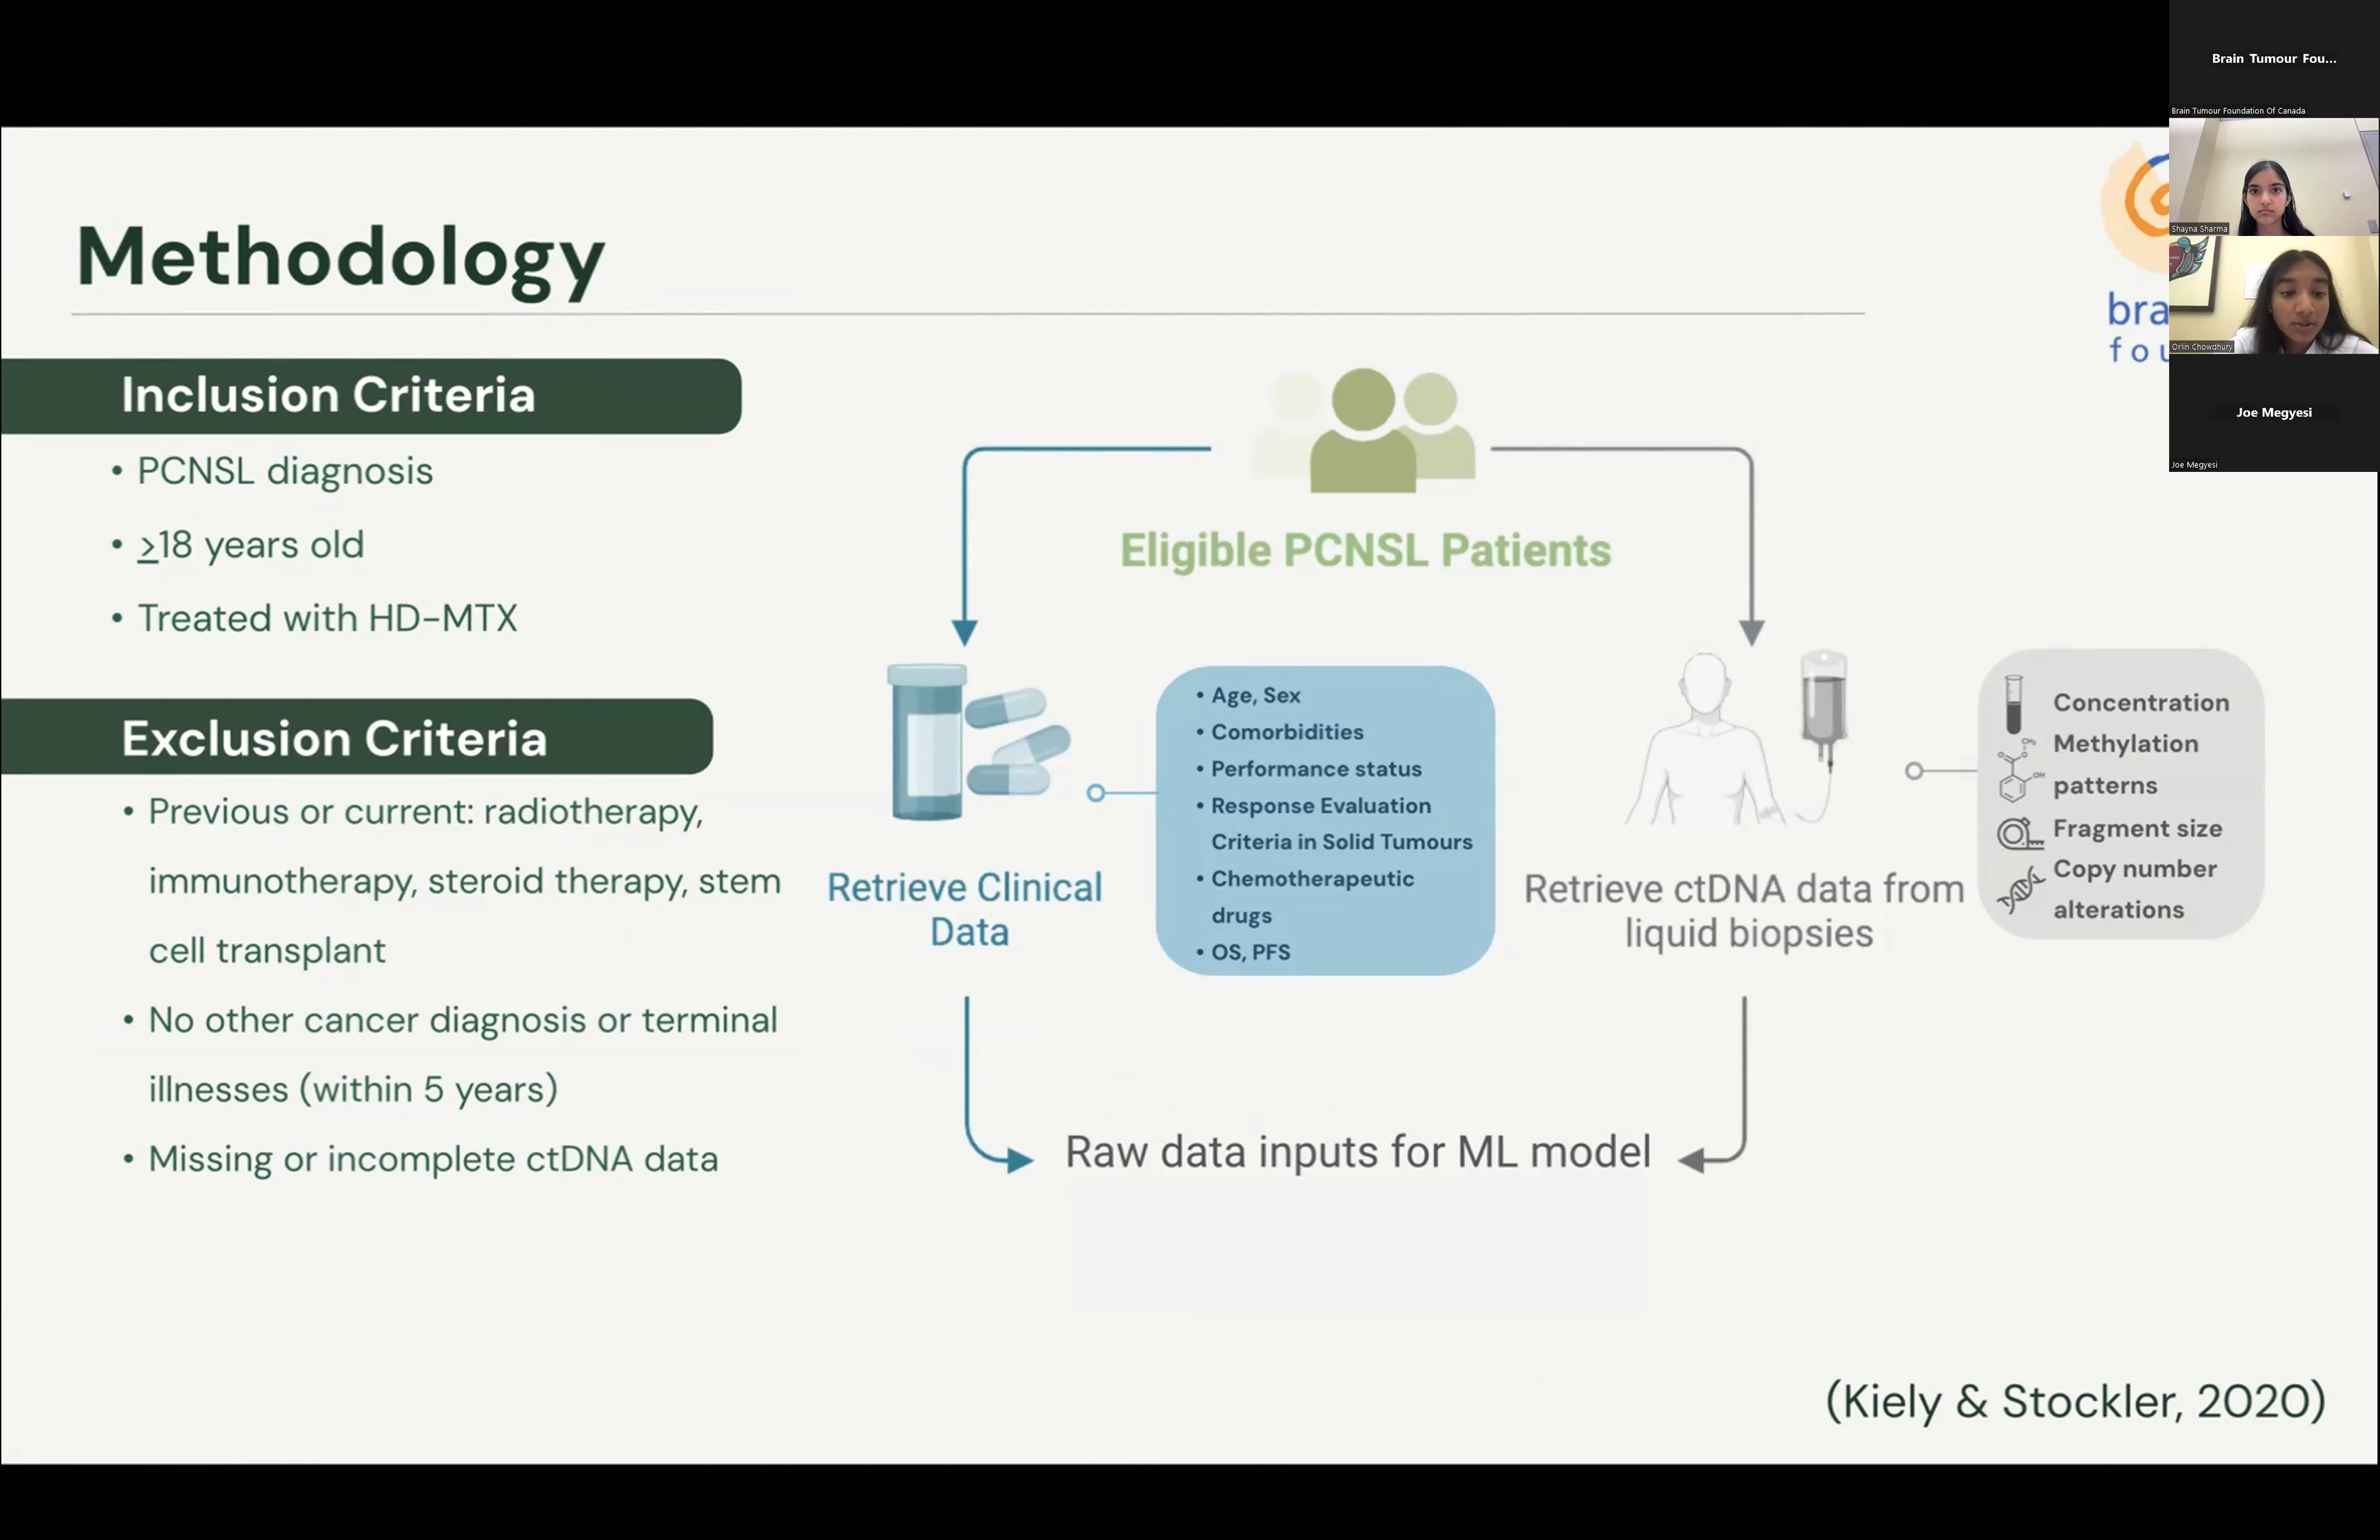 Brain Tumour Fou...
Brain Tumour Foundation Of Canada
Shayna Sharma
Orlin Chowdhury
Joe Megyesi
Joe Megyesi
bra
fou
Methodology
Inclusion Criteria
• PCNSL diagnosis
• ≥18 years old
• Treated with HD-MTX
Exclusion Criteria
• Previous or current: radiotherapy,
immunotherapy, steroid therapy, stem
cell transplant
• No other cancer diagnosis or terminal
illnesses (within 5 years)
• Missing or incomplete ctDNA data
Eligible PCNSL Patients
Retrieve Clinical
Data
• Age, Sex
• Comorbidities
• Performance status
• Response Evaluation
Criteria in Solid Tumours
• Chemotherapeutic
drugs
• OS, PFS
Retrieve ctDNA data from
liquid biopsies
Concentration
Methylation
patterns
Fragment size
Copy number
alterations
Raw data inputs for ML model
(Kiely & Stockler, 2020)